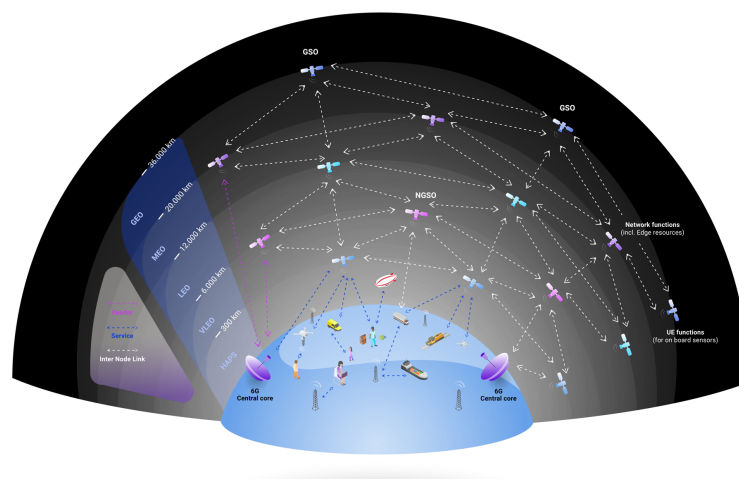 GSO
GSO
36,000 km
GEO
20,000 km
MEO
12,000 km
NGSO
LEO
6,000 km
Network functions
(incl. Edge resources)
VLEO
300 km
HAPS
Feeder
Service
Inter Node Link
UE functions
(for on board sensors)
6G
Central core
6G
Central core